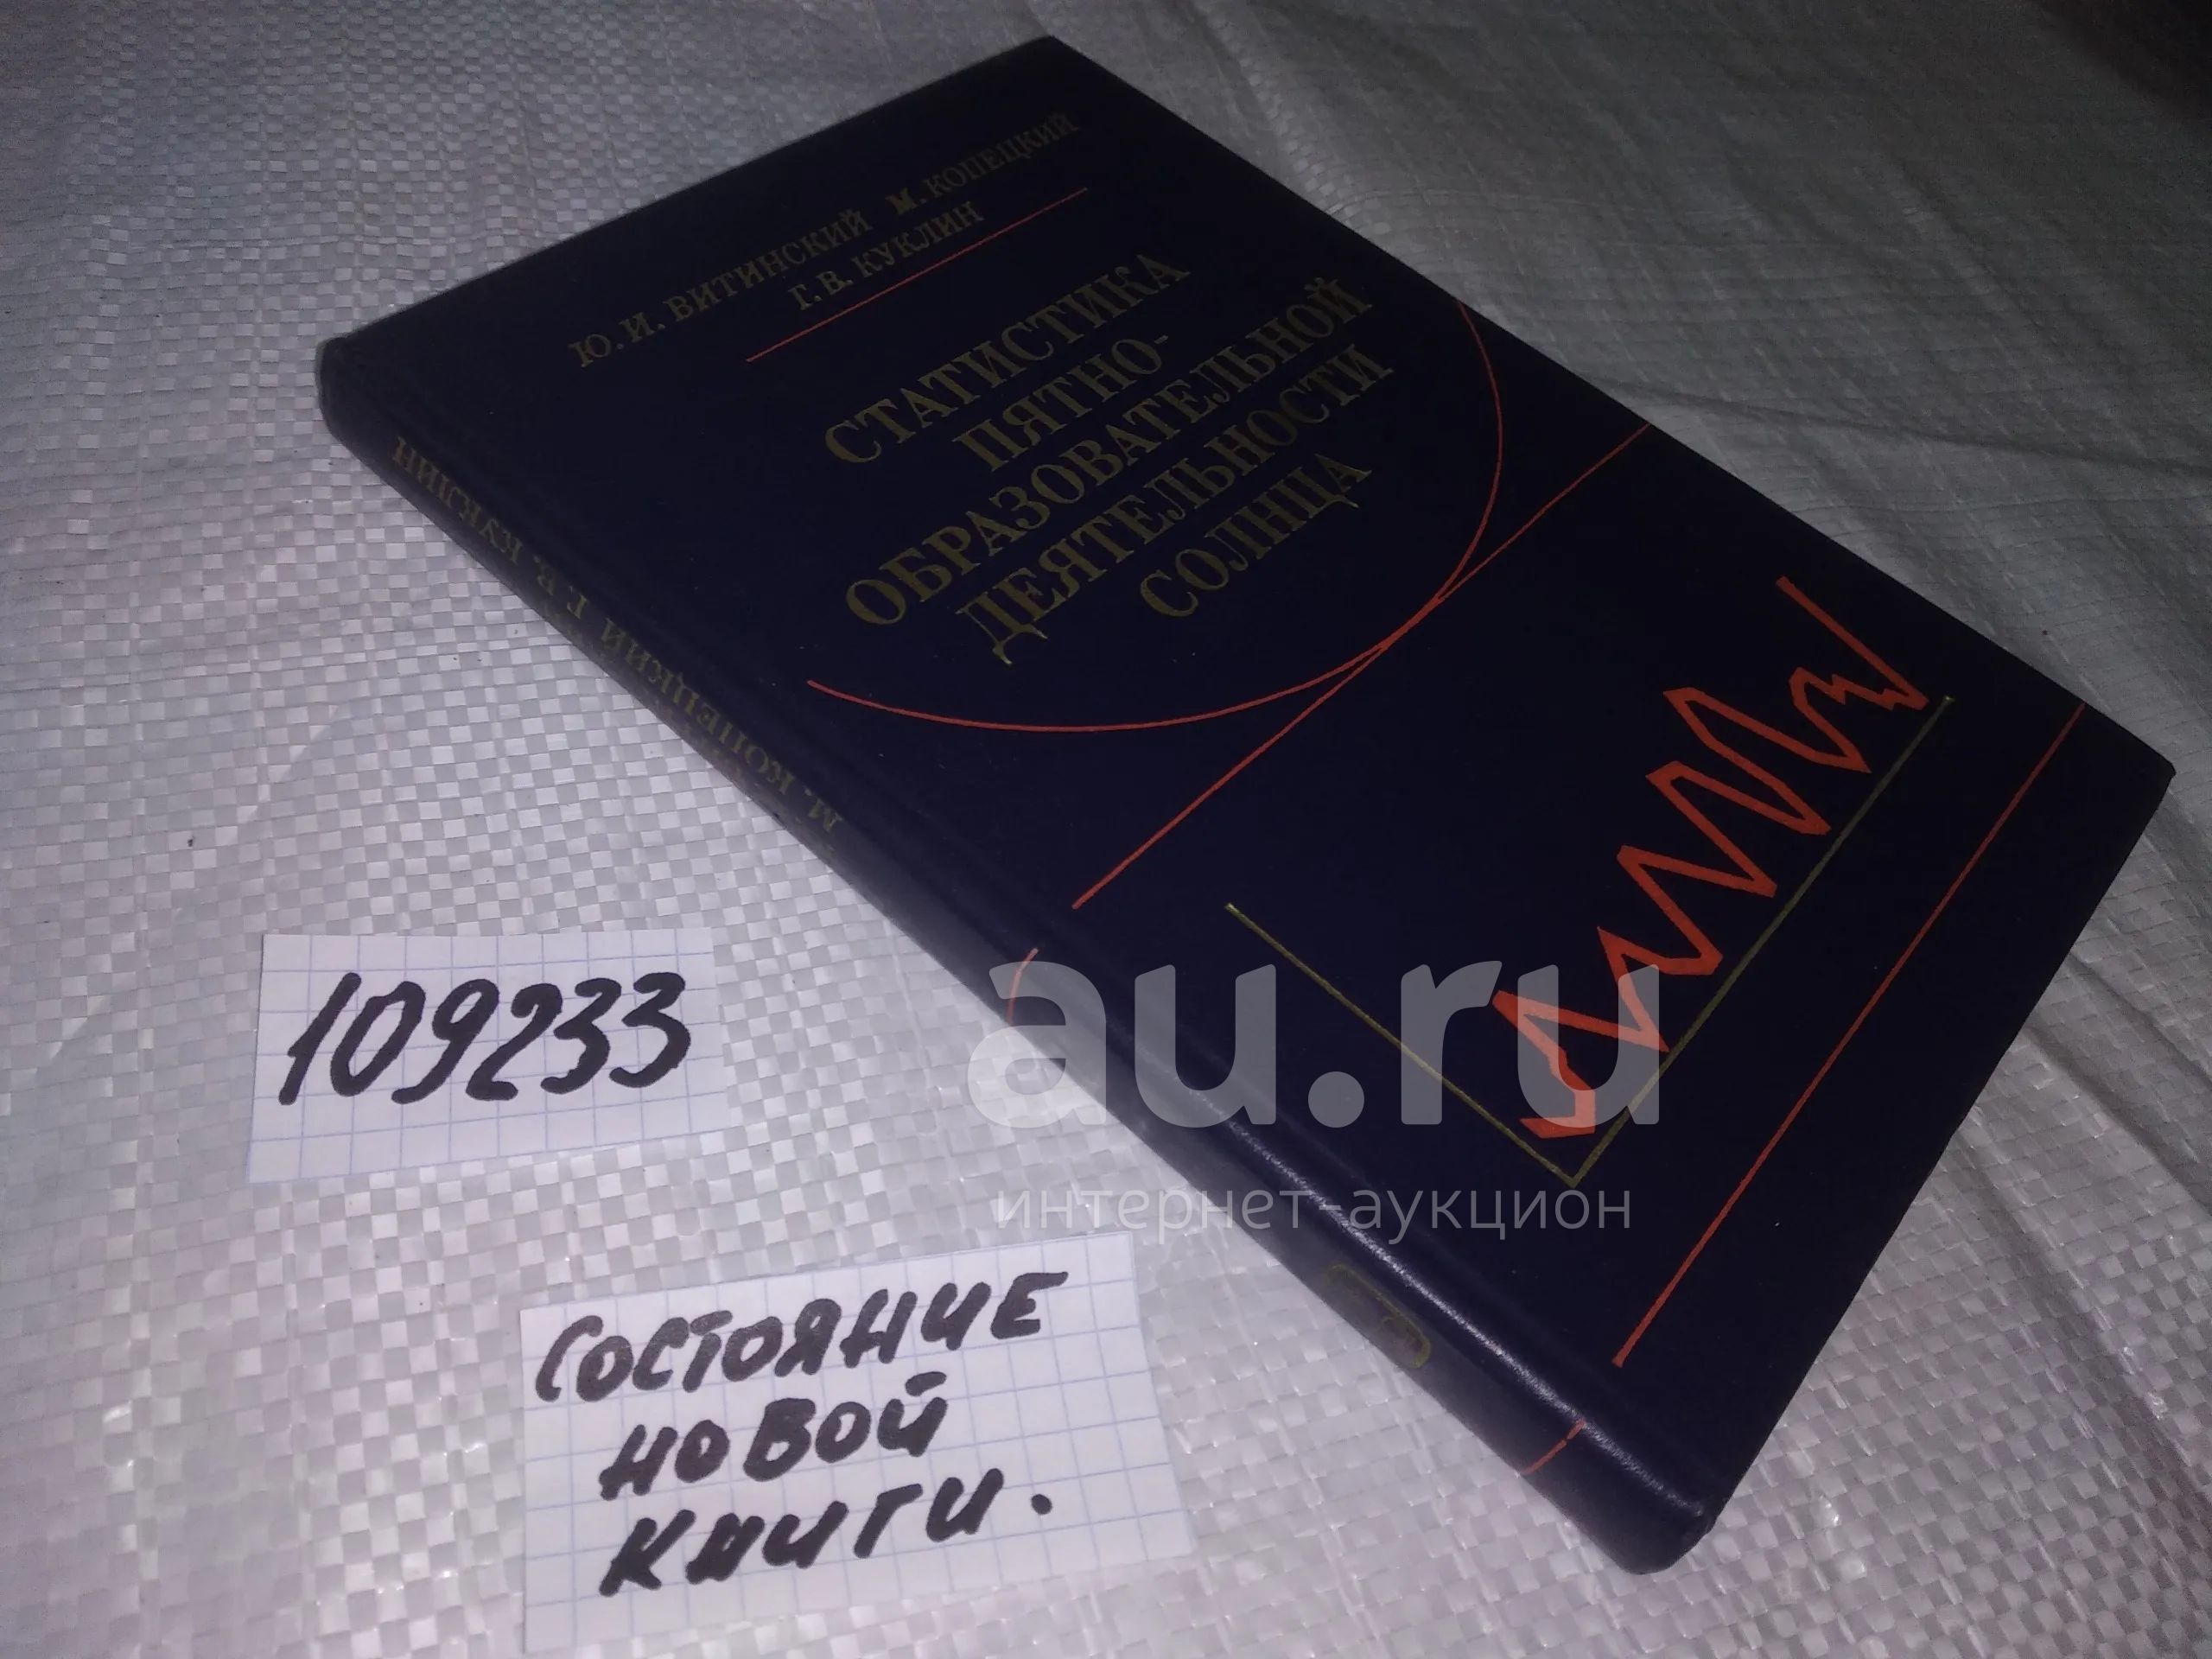 Ю. И. ВИТИНСКИЙ М. КОПЕЦКИЙ
Г. В. КУКЛИН
СТАТИСТИКА
ПЯТНО-
ОБРАЗОВАТЕЛЬНОЙ
ДЕЯТЕЛЬНОСТИ
СОЛНЦА
М. КОПЕЦКИЙ Г. В. КУКЛИН
109233
СОСТОЯНИЕ
НОВОЙ
КНИГИ.
au.ru
интернет-аукцион